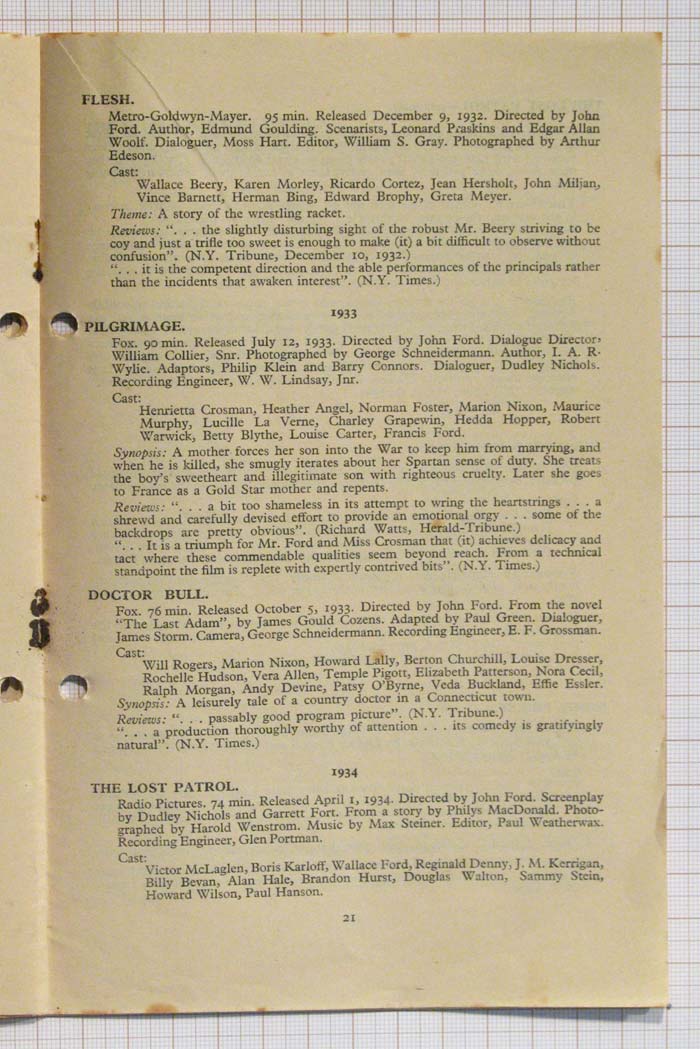 FLESH.
Metro-Goldwyn-Mayer. 95 min. Released December 9, 1932. Directed by John
Ford. Author, Edmund Goulding. Scenarists, Leonard Praskins and Edgar Allan
Woolf. Dialoguer, Moss Hart. Editor, William S. Gray. Photographed by Arthur
Edeson.
Cast:
Wallace Beery, Karen Morley, Ricardo Cortez, Jean Hersholt, John Miljan,
Vince Barnett, Herman Bing, Edward Brophy, Greta Meyer.
Theme: A story of the wrestling racket.
Reviews: “. . . the slightly disturbing sight of the robust Mr. Beery striving to be
coy and just a trifle too sweet is enough to make (it) a bit difficult to observe without
confusion”. (N.Y. Tribune, December 10, 1932.)
“. . . it is the competent direction and the able performances of the principals rather
than the incidents that awaken interest”. (N.Y. Times.)
1933
PILGRIMAGE.
Fox. 90 min. Released July 12, 1933. Directed by John Ford. Dialogue Director,
William Collier, Snr. Photographed by George Schneidermann. Author, I. A. R.
Wylie. Adaptors, Philip Klein and Barry Connors. Dialoguer, Dudley Nichols.
Recording Engineer, W. W. Lindsay, Jnr.
Cast:
Henrietta Crosman, Heather Angel, Norman Foster, Marion Nixon, Maurice
Murphy, Lucille La Verne, Charley Grapewin, Hedda Hopper, Robert
Warwick, Betty Blythe, Louise Carter, Francis Ford.
Synopsis: A mother forces her son into the War to keep him from marrying, and
when he is killed, she smugly iterates about her Spartan sense of duty. She treats
the boy's sweetheart and illegitimate son with righteous cruelty. Later she goes
to France as a Gold Star mother and repents.
Reviews: “. . . a bit too shameless in its attempt to wring the heartstrings . . . a
shrewd and carefully devised effort to provide an emotional orgy . . . some of the
backdrops are pretty obvious”. (Richard Watts, Herald-Tribune.)
“. . . It is a triumph for Mr. Ford and Miss Crosman that (it) achieves delicacy and
tact where these commendable qualities seem beyond reach. From a technical
standpoint the film is replete with expertly contrived bits”. (N.Y. Times.)
DOCTOR BULL.
Fox. 76 min. Released October 5, 1933. Directed by John Ford. From the novel
“The Last Adam”, by James Gould Cozens. Adapted by Paul Green. Dialoguer,
James Storm. Camera, George Schneidermann. Recording Engineer, E. F. Grossman.
Cast:
Will Rogers, Marion Nixon, Howard Lally, Berton Churchill, Louise Dresser,
Rochelle Hudson, Vera Allen, Temple Pigott, Elizabeth Patterson, Nora Cecil,
Ralph Morgan, Andy Devine, Patsy O'Byrne, Veda Buckland, Effie Essler.
Synopsis: A leisurely tale of a country doctor in a Connecticut town.
Reviews: “. . . passably good program picture”. (N.Y. Tribune.)
“. . . a production thoroughly worthy of attention . . . its comedy is gratifyingly
natural”. (N.Y. Times.)
1934
THE LOST PATROL.
Radio Pictures. 74 min. Released April 1, 1934. Directed by John Ford. Screenplay
by Dudley Nichols and Garrett Fort. From a story by Philys MacDonald. Photo-
graphed by Harold Wenstrom. Music by Max Steiner. Editor, Paul Weatherwax.
Recording Engineer, Glen Portman.
Cast:
Victor McLaglen, Boris Karloff, Wallace Ford, Reginald Denny, J. M. Kerrigan,
Billy Bevan, Alan Hale, Brandon Hurst, Douglas Walton, Sammy Stein,
Howard Wilson, Paul Hanson.
21